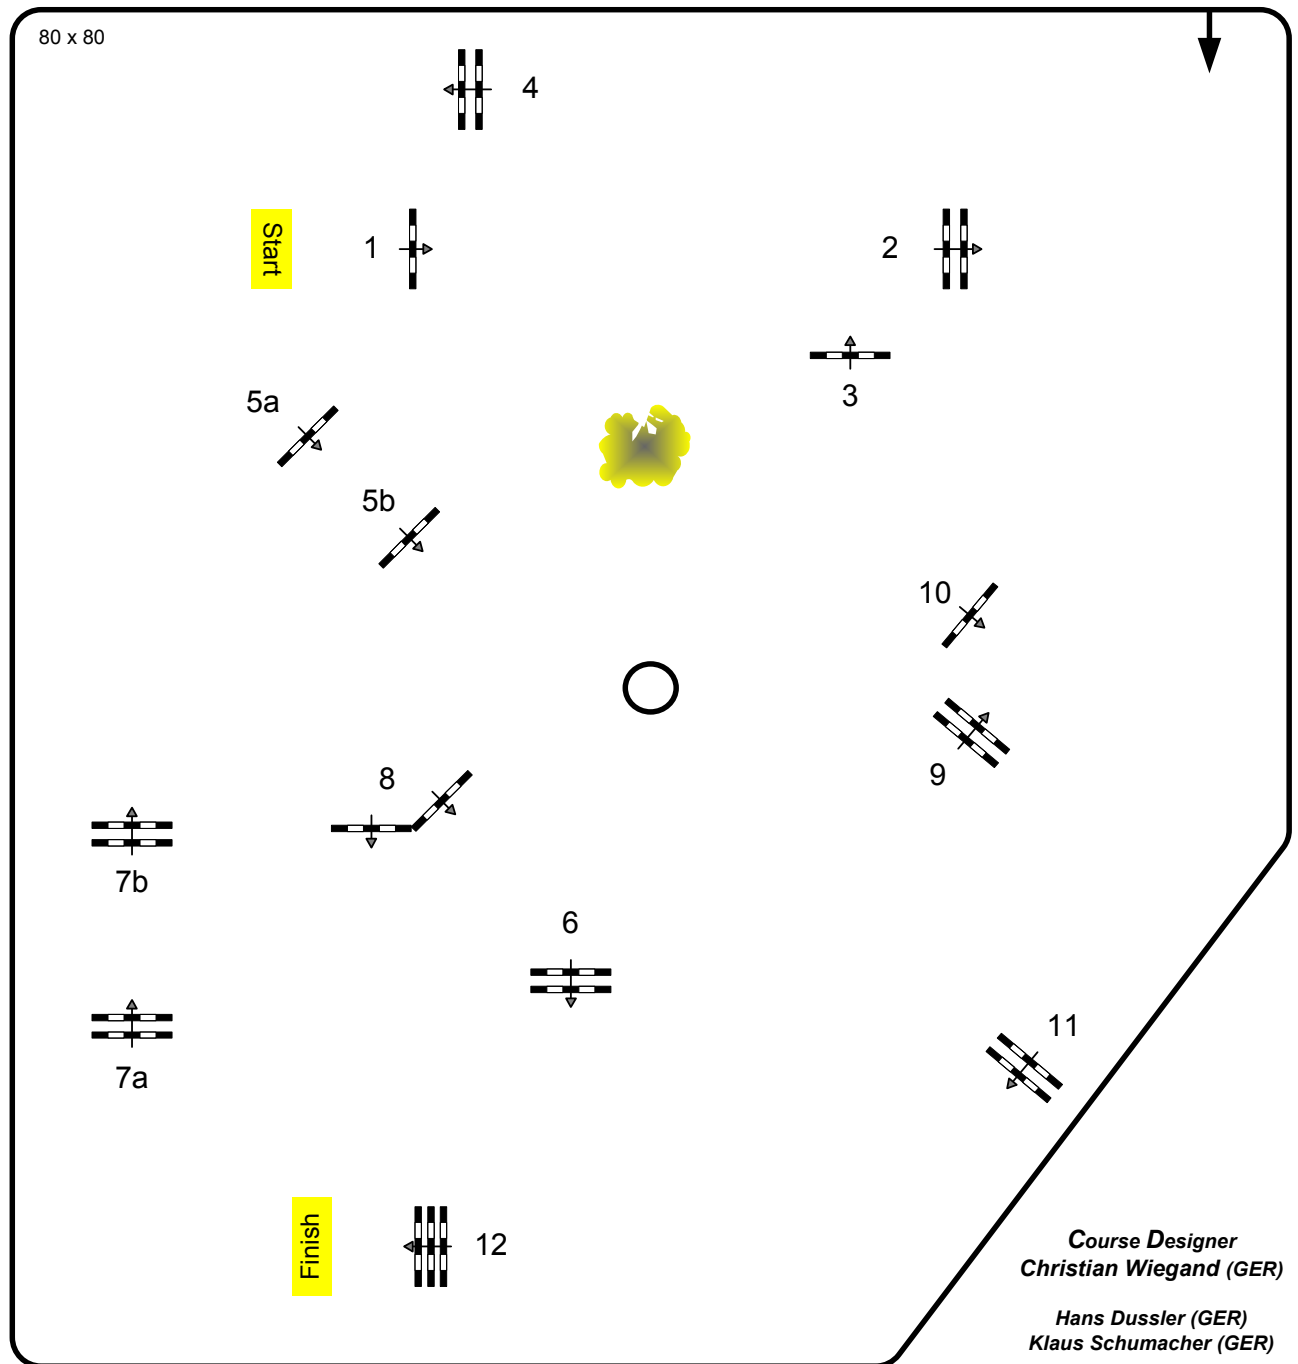 80 x 80
4
Start
1
2
3
5a
5b
10
8
9
7b
6
11
7a
Finish
12
Course Designer
Christian Wiegand (GER)
Hans Dussler (GER)
Klaus Schumacher (GER)